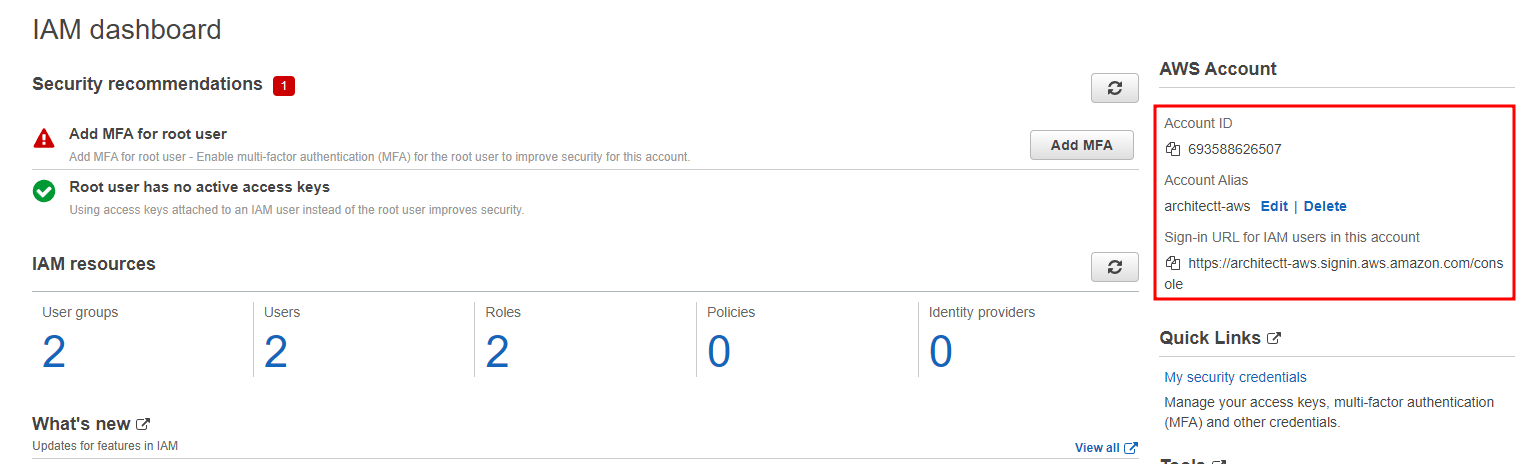 IAM dashboard
Security recommendations 1
Add MFA for root user
Add MFA for root user - Enable multi-factor authentication (MFA) for the root user to improve security for this account.
Add MFA
Root user has no active access keys
Using access keys attached to an IAM user instead of the root user improves security.
IAM resources
User groups
2
Users
2
Roles
2
Policies
0
Identity providers
0
What's new
Updates for features in IAM
View all
AWS Account
Account ID
693588626507
Account Alias
architectt-aws Edit | Delete
Sign-in URL for IAM users in this account
https://architectt-aws.signin.aws.amazon.com/cons
ole
Quick Links
My security credentials
Manage your access keys, multi-factor authentication
(MFA) and other credentials.
Tools